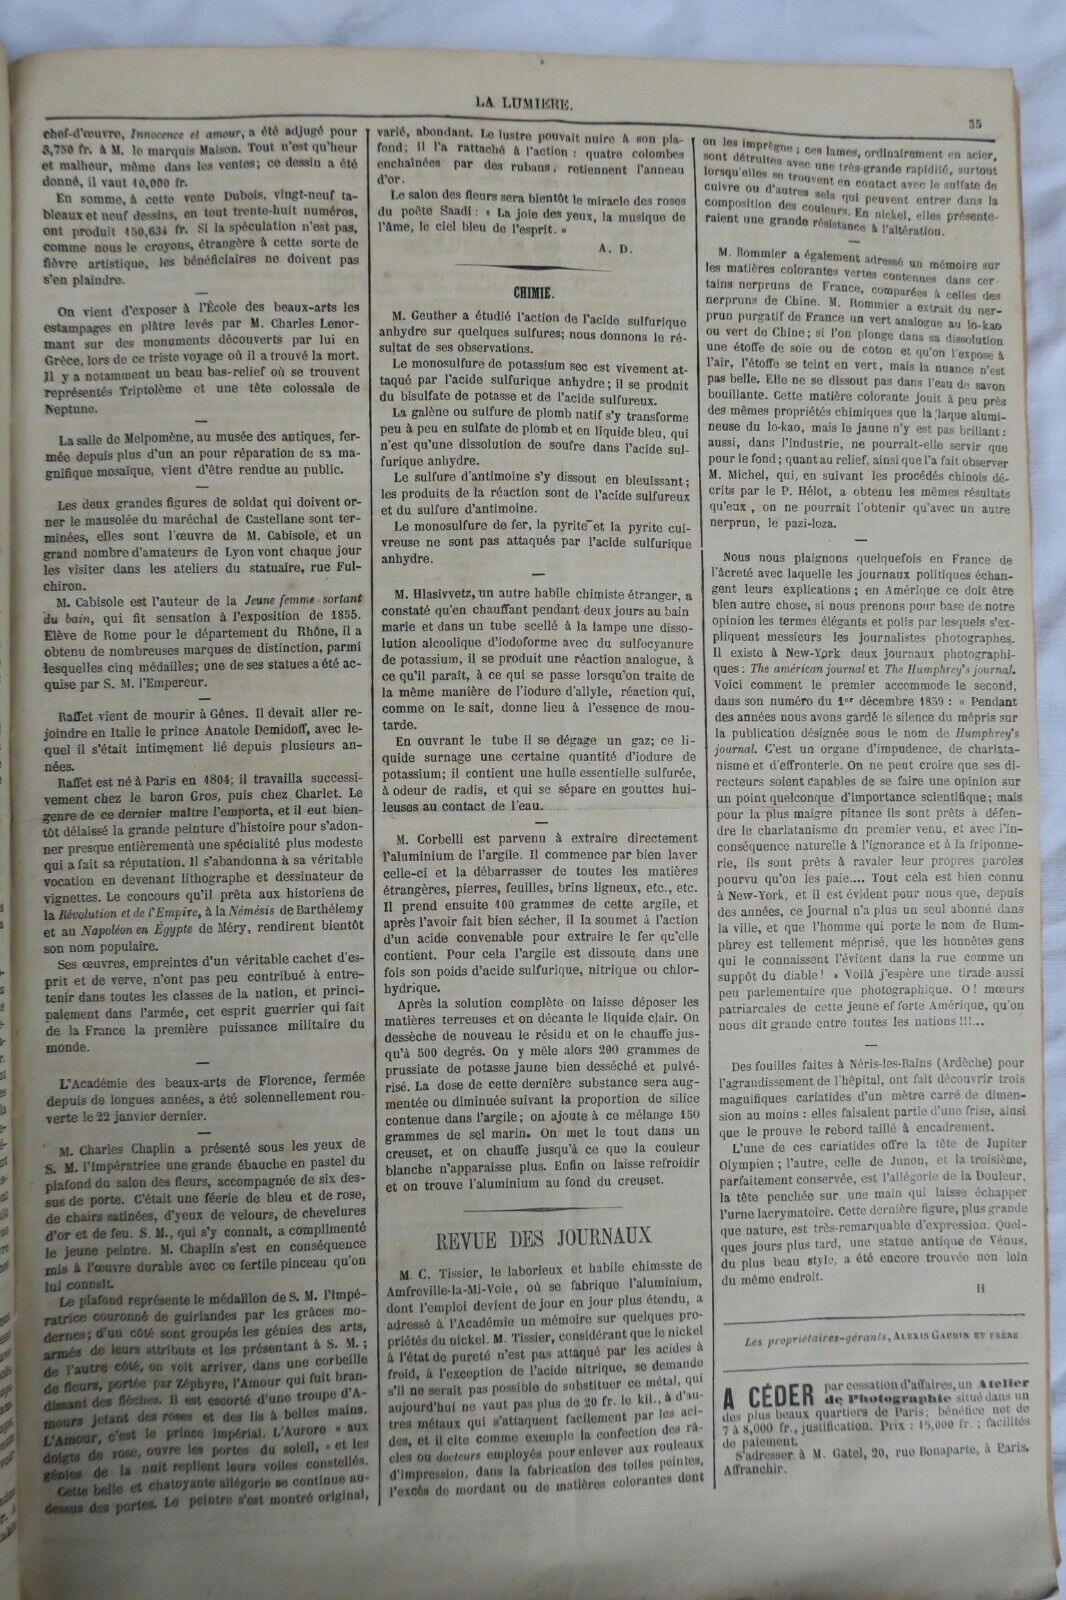 LA LUMIERE.
35
chef-d'œuvre, Innocence et amour, a été adjugé pour
3,750 fr. à M. le marquis Maison. Tout n'est qu'heur
et malheur, même dans les ventes; ce dessin a été
donné, il vaut 10,000 fr.
En somme, à cette vente Dubois, vingt-neuf ta-
bleaux et neuf dessins, en tout trente-huit numéros,
ont produit 150,634 fr. Si la spéculation n'est pas,
comme nous le croyons, étrangère à cette sorte de
fièvre artistique, les bénéficiaires ne doivent pas
s'en plaindre.
On vient d'exposer à l'École des beaux-arts les
estampages en plâtre levés par M. Charles Lenor-
mant sur des monuments découverts par lui en
Grèce, lors de ce triste voyage où il a trouvé la mort.
Il y a notamment un beau bas-relief où se trouvent
représentés Triptolème et une tête colossale de
Neptune.
La salle de Melpomène, au musée des antiques, fer-
mée depuis plus d'un an pour réparation de sa ma-
gnifique mosaïque, vient d'être rendue au public.
Les deux grandes figures de soldat qui doivent or-
ner le mausolée du maréchal de Castellane sont ter-
minées, elles sont l'œuvre de M. Cabisole, et un
grand nombre d'amateurs de Lyon vont chaque jour
les visiter dans les ateliers du statuaire, rue Ful-
chiron.
M. Cabisole est l'auteur de la Jeune femme sortant
du bain, qui fit sensation à l'exposition de 1855.
Elève de Rome pour le département du Rhône, il a
obtenu de nombreuses marques de distinction, parmi
lesquelles cinq médailles; une de ses statues a été ac-
quise par S. M. l'Empereur.
Raffet vient de mourir à Gênes. Il devait aller re-
joindre en Italie le prince Anatole Demidoff, avec le-
quel il s'était intimement lié depuis plusieurs an-
nées.
Raffet est né à Paris en 1804; il travailla successi-
vement chez le baron Gros, puis chez Charlet. Le
genre de ce dernier maître l'emporta, et il eut bien-
tôt délaissé la grande peinture d'histoire pour s'adon-
ner presque entièrementà une spécialité plus modeste
qui a fait sa réputation. Il s'abandonna à sa véritable
vocation en devenant lithographe et dessinateur de
vignettes. Le concours qu'il prêta aux historiens de
la Révolution et de l'Empire, à la Némésis de Barthélemy
et au Napoléon en Egypte de Méry, rendirent bientôt
son nom populaire.
Ses œuvres, empreintes d'un véritable cachet d'es-
prit et de verve, n'ont pas peu contribué à entre-
tenir dans toutes les classes de la nation, et princi-
palement dans l'armée, cet esprit guerrier qui fait
de la France la première puissance militaire du
monde.
L'Académie des beaux-arts de Florence, fermée
depuis de longues années, a été solennellement rou-
verte le 22 janvier dernier.
M. Charles Chaplin a présenté sous les yeux de
S. M. l'Impératrice une grande ébauche en pastel du
plafond du salon des fleurs, accompagnée de six des-
sus de porte. C'était une féerie de bleu et de rose,
de chairs satinées, d'yeux de velours, de chevelures
d'or et de feu. S. M., qui s'y connaît, a complimenté
le jeune peintre. M. Chaplin s'est en conséquence
mis à l'œuvre durable avec ce fertile pinceau qu'on
lui connaît.
Le plafond représente le médaillon de S. M. l'Impé-
ratrice couronné de guirlandes par les grâces mo-
dernes; d'un côté sont groupés les génies des arts,
armés de leurs attributs et les présentant à S. M.;
de l'autre côté, on voit arriver, dans une corbeille
de fleurs, portée par Zéphyre, l'Amour qui fuit bran-
dissant des flèches. Il est escorté d'une troupe d'A-
mours jetant des roses et des lis à belles mains.
L'Amour, c'est le prince Impérial. L'Aurore « aux
doigts de rose, ouvre les portes du soleil, » et les
génies de la nuit replient leurs voiles constellés.
Cette belle et chatoyante allégorie se continue au-
dessus des portes. Le peintre s'est montré original,
varié, abondant. Le lustre pouvait nuire à son pla-
fond; il l'a rattaché à l'action : quatre colombes
enchaînées par des rubans, retiennent l'anneau
d'or.
Le salon des fleurs sera bientôt le miracle des roses
du poëte Saadi : « La joie des yeux, la musique de
l'âme, le ciel bleu de l'esprit. »
A. D.
CHIMIE.
M. Geuther a étudié l'action de l'acide sulfurique
anhydre sur quelques sulfures; nous donnons le ré-
sultat de ses observations.
Le monosulfure de potassium sec est vivement at-
taqué par l'acide sulfurique anhydre; il se produit
du bisulfate de potasse et de l'acide sulfureux.
La galène ou sulfure de plomb natif s'y transforme
peu à peu en sulfate de plomb et en liquide bleu, qui
n'est qu'une dissolution de soufre dans l'acide sul-
furique anhydre.
Le sulfure d'antimoine s'y dissout en bleuissant;
les produits de la réaction sont de l'acide sulfureux
et du sulfure d'antimoine.
Le monosulfure de fer, la pyrite et la pyrite cui-
vreuse ne sont pas attaqués par l'acide sulfurique
anhydre.
M. Hlasivvetz, un autre habile chimiste étranger, a
constaté qu'en chauffant pendant deux jours au bain
marie et dans un tube scellé à la lampe une disso-
lution alcoolique d'iodoforme avec du sulfocyanure
de potassium, il se produit une réaction analogue, à
ce qu'il paraît, à ce qui se passe lorsqu'on traite de
la même manière de l'iodure d'allyle, réaction qui,
comme on le sait, donne lieu à l'essence de mou-
tarde.
En ouvrant le tube il se dégage un gaz; ce li-
quide surnage une certaine quantité d'iodure de
potassium; il contient une huile essentielle sulfurée,
à odeur de radis, et qui se sépare en gouttes hui-
leuses au contact de l'eau.
M. Corbelli est parvenu à extraire directement
l'aluminium de l'argile. Il commence par bien laver
celle-ci et la débarrasser de toutes les matières
étrangères, pierres, feuilles, brins ligneux, etc., etc.
Il prend ensuite 100 grammes de cette argile, et
après l'avoir fait bien sécher, il la soumet à l'action
d'un acide convenable pour extraire le fer qu'elle
contient. Pour cela l'argile est dissoute dans une
fois son poids d'acide sulfurique, nitrique ou chlor-
hydrique.
Après la solution complète on laisse déposer les
matières terreuses et on décante le liquide clair. On
dessèche de nouveau le résidu et on le chauffe jus-
qu'à 500 degrés. On y mêle alors 200 grammes de
prussiate de potasse jaune bien desséché et pulvé-
risé. La dose de cette dernière substance sera aug-
mentée ou diminuée suivant la proportion de silice
contenue dans l'argile; on ajoute à ce mélange 150
grammes de sel marin. On met le tout dans un
creuset, et on chauffe jusqu'à ce que la couleur
blanche n'apparaisse plus. Enfin on laisse refroidir
et on trouve l'aluminium au fond du creuset.
REVUE DES JOURNAUX
M. C. Tissier, le laborieux et habile chimsste de
Amfreville-la-Mi-Voie, où se fabrique l'aluminium,
dont l'emploi devient de jour en jour plus étendu, a
adressé à l'Académie un mémoire sur quelques pro-
priétés du nickel. M. Tissier, considérant que le nickel
à l'état de pureté n'est pas attaqué par les acides à
froid, à l'exception de l'acide nitrique, se demande
s'il ne serait pas possible de substituer ce métal, qui
aujourd'hui ne vaut pas plus de 20 fr. le kil., à d'au-
tres métaux qui s'attaquent facilement par les aci-
des, et il cite comme exemple la confection des râ-
cles ou docteurs employés pour enlever aux rouleaux
d'impression, dans la fabrication des toiles peintes,
l'excès de mordant ou de matières colorantes dont
on les imprègne; ces lames, ordinairement en acier,
sont détruites avec une très-grande rapidité, surtout
lorsqu'elles se trouvent en contact avec le sulfate de
cuivre ou d'autres sels qui peuvent entrer dans la
composition des couleurs. En nickel, elles présente-
raient une grande résistance à l'altération.
M. Rommier a également adressé un mémoire sur
les matières colorantes vertes contenues dans cer-
tains nerpruns de France, comparées à celles des
nerpruns de Chine. M. Rommier a extrait du ner-
prun purgatif de France un vert analogue au lo-kao
ou vert de Chine; si l'on plonge dans sa dissolution
une étoffe de soie ou de coton et qu'on l'expose à
l'air, l'étoffe se teint en vert, mais la nuance n'est
pas belle. Elle ne se dissout pas dans l'eau de savon
bouillante. Cette matière colorante jouit à peu près
des mêmes propriétés chimiques que la laque alumi-
neuse du lo-kao, mais le jaune n'y est pas brillant :
aussi, dans l'industrie, ne pourrait-elle servir que
pour le fond; quant au relief, ainsi que l'a fait observer
M. Michel, qui, en suivant les procédés chinois dé-
crits par le P. Hélot, a obtenu les mêmes résultats
qu'eux, on ne pourrait l'obtenir qu'avec un autre
nerprun, le pazi-loza.
Nous nous plaignons quelquefois en France de
l'âcreté avec laquelle les journaux politiques échan-
gent leurs explications; en Amérique ce doit être
bien autre chose, si nous prenons pour base de notre
opinion les termes élégants et polis par lesquels s'ex-
pliquent messieurs les journalistes photographes.
Il existe à New-York deux journaux photographi-
ques : The américan journal et The Humphrey's journal.
Voici comment le premier accommode le second,
dans son numéro du 1er décembre 1859 : « Pendant
des années nous avons gardé le silence du mépris sur
la publication désignée sous le nom de Humphrey's
journal. C'est un organe d'impudence, de charlata-
nisme et d'effronterie. On ne peut croire que ses di-
recteurs soient capables de se faire une opinion sur
un point quelconque d'importance scientifique; mais
pour la plus maigre pitance ils sont prêts à défen-
dre le charlatanisme du premier venu, et avec l'in-
conséquence naturelle à l'ignorance et à la friponne-
rie, ils sont prêts à ravaler leur propres paroles
pourvu qu'on les paie.... Tout cela est bien connu
à New-York, et il est évident pour nous que, depuis
des années, ce journal n'a plus un seul abonné dans
la ville, et que l'homme qui porte le nom de Hum-
phrey est tellement méprisé, que les honnêtes gens
qui le connaissent l'évitent dans la rue comme un
suppôt du diable! » Voilà j'espère une tirade aussi
peu parlementaire que photographique. O! mœurs
patriarcales de cette jeune et forte Amérique, qu'on
nous dit grande entre toutes les nations!!!...
Des fouilles faites à Néris-les-Bains (Ardèche) pour
l'agraudissement de l'hêpital, ont fait découvrir trois
magnifiques cariatides d'un mètre carré de dimen-
sion au moins : elles faisaient partie d'une frise, ainsi
que le prouve le rebord taillé à encadrement.
L'une de ces cariatides offre la tête de Jupiter
Olympien; l'autre, celle de Junon, et la troisième,
parfaitement conservée, est l'allégorie de la Douleur,
la tête penchée sur une main qui laisse échapper
l'urne lacrymatoire. Cette dernière figure, plus grande
que nature, est très-remarquable d'expression. Quel-
ques jours plus tard, une statue antique de Vénus,
du plus beau style, a été encore trouvée non loin
du même endroit.
H
Les propriétaires-gérants, ALEXIS GAUDIN ET FRÈRE
A CÉDER par cessation d'affaires, un Atelier
de Photographie situé dans un
des plus beaux quartiers de Paris; bénéfice net de
7 à 8,000 fr., justification. Prix : 15,000 fr.; facilités
de paiement.
S'adresser à M. Gatel, 20, rue Bonaparte, à Paris.
Affranchir.